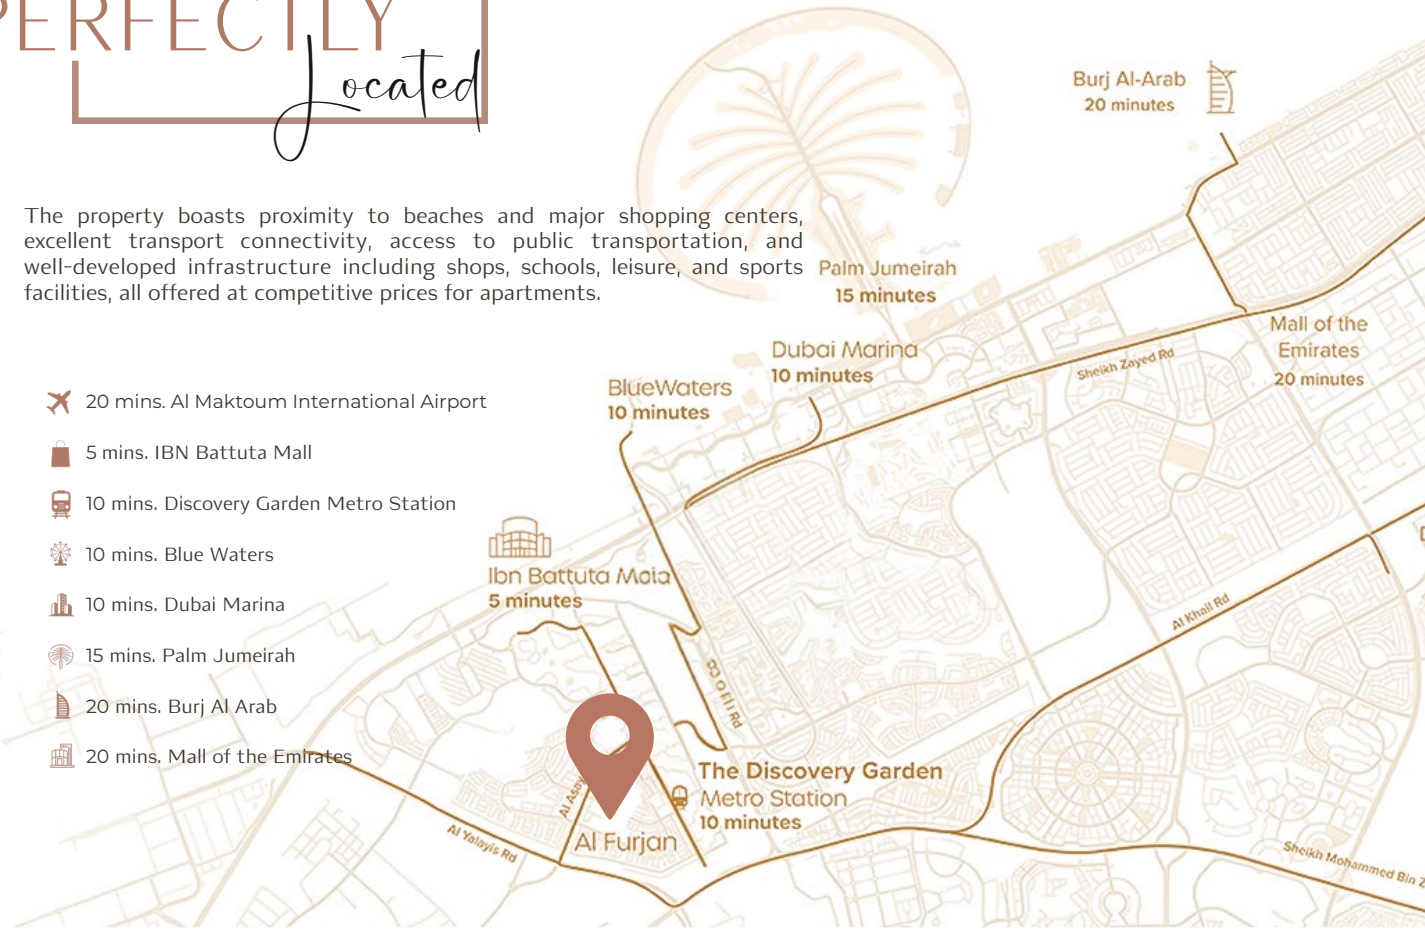 PERFECTLY
Located
The property boasts proximity to beaches and major shopping centers,
excellent transport connectivity, access to public transportation, and
well-developed infrastructure including shops, schools, leisure, and sports
facilities, all offered at competitive prices for apartments.
20 mins. Al Maktoum International Airport
5 mins. IBN Battuta Mall
10 mins. Discovery Garden Metro Station
10 mins. Blue Waters
10 mins. Dubai Marina
15 mins. Palm Jumeirah
20 mins. Burj Al Arab
20 mins. Mall of the Emirates
Burj Al-Arab
20 minutes
Palm Jumeirah
15 minutes
Mall of the
Emirates
20 minutes
Sheikh Zayed Rd
Dubai Marina
10 minutes
BlueWaters
10 minutes
Ibn Battuta Maia
5 minutes
Al Khail Rd
Rd
The Discovery Garden
Metro Station
10 minutes
Al
Al Furjan
Al Yalayis Rd
Sheikh Mohammed Bin